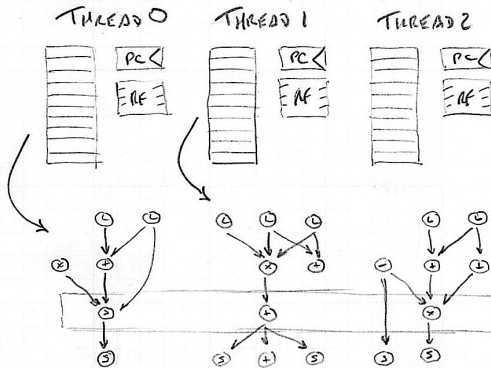 THREAD 0 THREAD 1 THREAD 2
PC PC PC
RF RF RF
L L L L L L L
X + X + - + +
> + X
S S + S S S